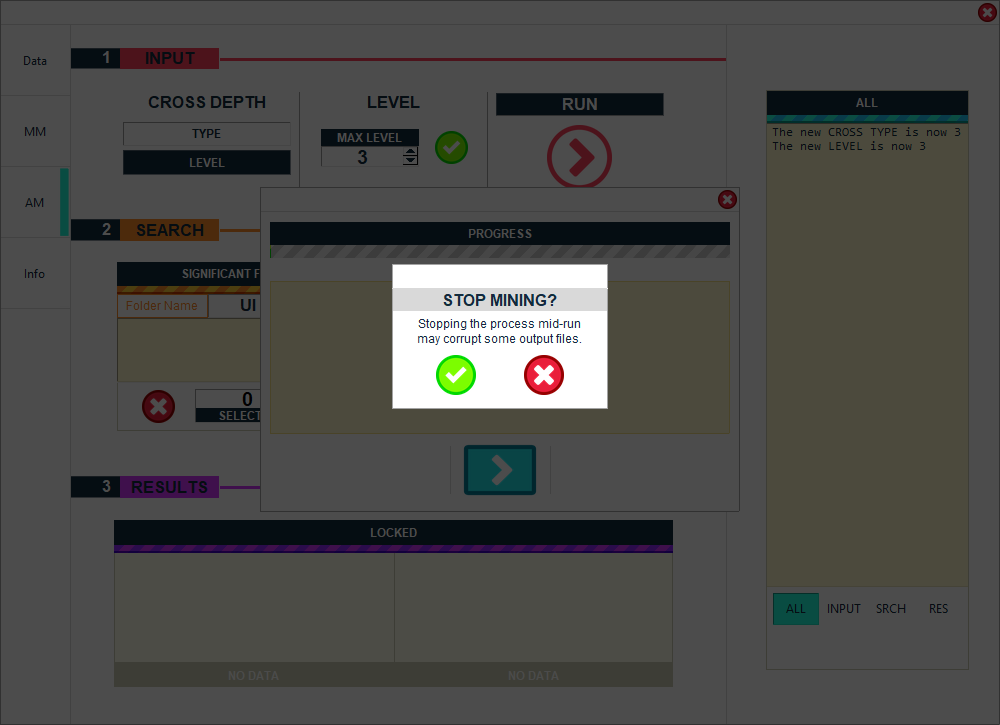 Data
MM
AM
Info
1 INPUT
CROSS DEPTH
TYPE
LEVEL
LEVEL
MAX LEVEL
3
RUN
2 SEARCH
SIGNIFICANT F
Folder Name
UI
0
SELECT
PROGRESS
STOP MINING?
Stopping the process mid-run
may corrupt some output files.
3 RESULTS
LOCKED
NO DATA NO DATA
ALL
The new CROSS TYPE is now 3
The new LEVEL is now 3
ALL INPUT SRCH RES